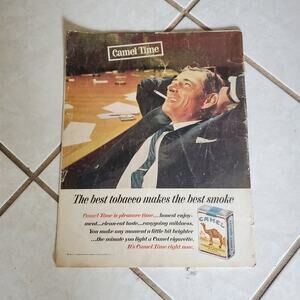 Camel Time
The best tobacco makes the best smoke
Camel Time is pleasure time...honest enjoy-
ment...clean-cut taste...easygoing mildness.
You make any moment a little bit brighter
...the minute you light a Camel cigarette.
It's Camel Time right now.
CAMEL